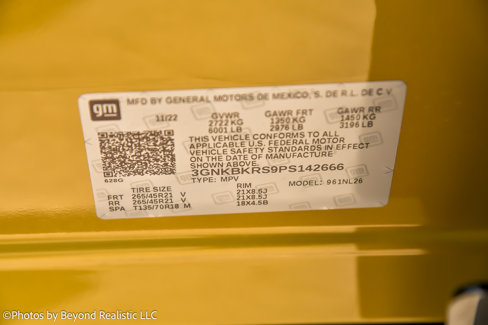 gm
MFD BY GENERAL MOTORS DE MEXICO, S. DE R.L. DE C.V.
11/22 GVWR GAWR FRT GAWR RR
2722 KG 1350 KG 1450 KG
6001 LB 2976 LB 3196 LB
THIS VEHICLE CONFORMS TO ALL
APPLICABLE U.S. FEDERAL MOTOR
VEHICLE SAFETY STANDARDS IN EFFECT
ON THE DATE OF MANUFACTURE
SHOWN ABOVE.
628G 3GNKBKRS9PS142666
TYPE: MPV MODEL: 961NL26
TIRE SIZE RIM
FRT 265/45R21 V 21X8.5J
RR 265/45R21 V 21X8.5J
SPA T135/70R18 M 18X4.5B
©Photos by Beyond Realistic LLC